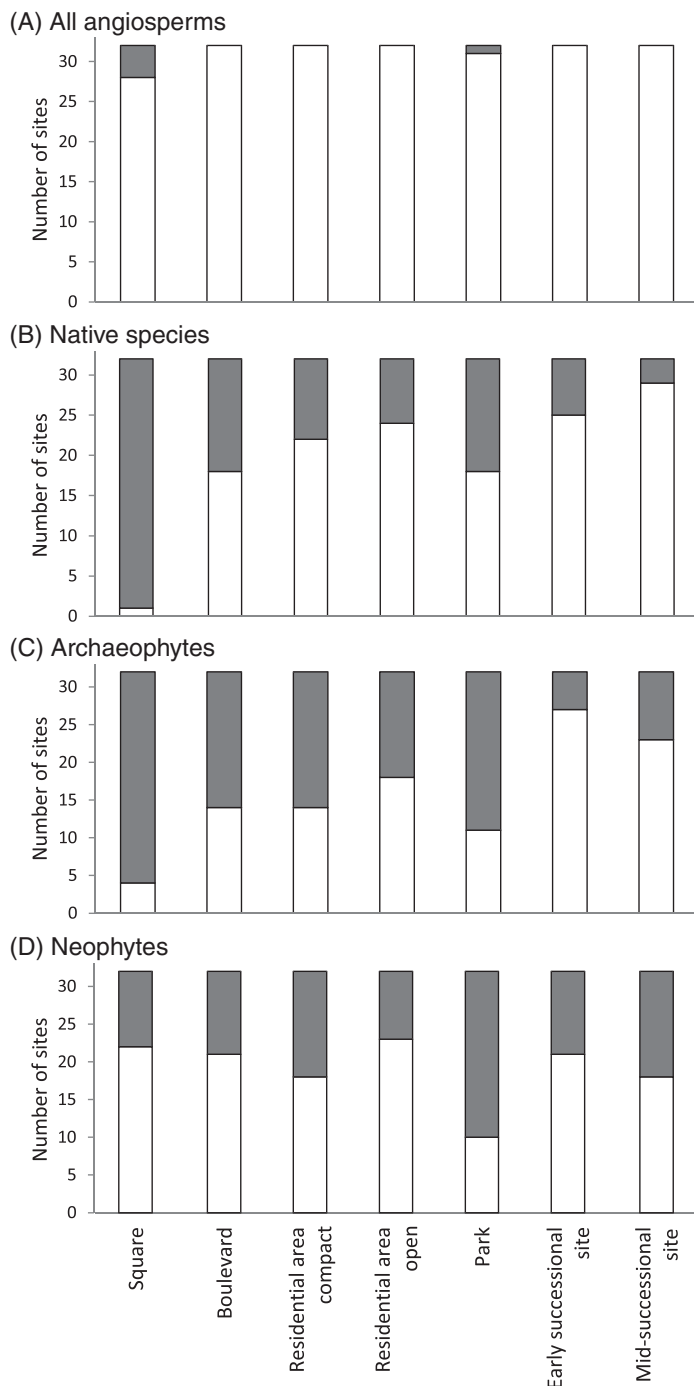 (A) All angiosperms
Number of sites
30
25
20
15
10
5
0
(B) Native species
Number of sites
30
25
20
15
10
5
0
(C) Archaeophytes
Number of sites
30
25
20
15
10
5
0
(D) Neophytes
Number of sites
30
25
20
15
10
5
0
Square
Boulevard
Residential area
compact
Residential area
open
Park
Early successional
site
Mid-successional
site